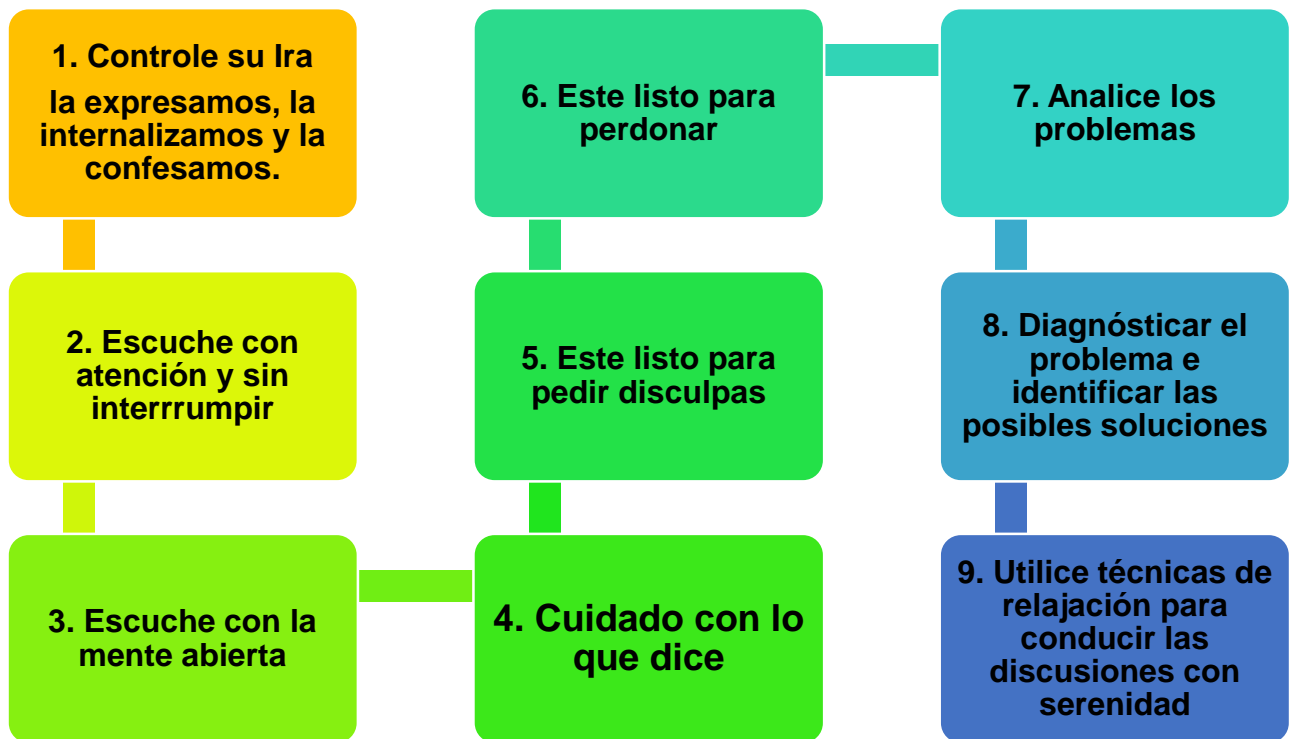 1. Controle su Ira
la expresamos, la
internalizamos y la
confesamos.
2. Escuche con
atención y sin
interrrumpir
3. Escuche con la
mente abierta
4. Cuidado con lo
que dice
5. Este listo para
pedir disculpas
6. Este listo para
perdonar
7. Analice los
problemas
8. Diagnósticar el
problema e
identificar las
posibles soluciones
9. Utilice técnicas de
relajación para
conducir las
discusiones con
serenidad